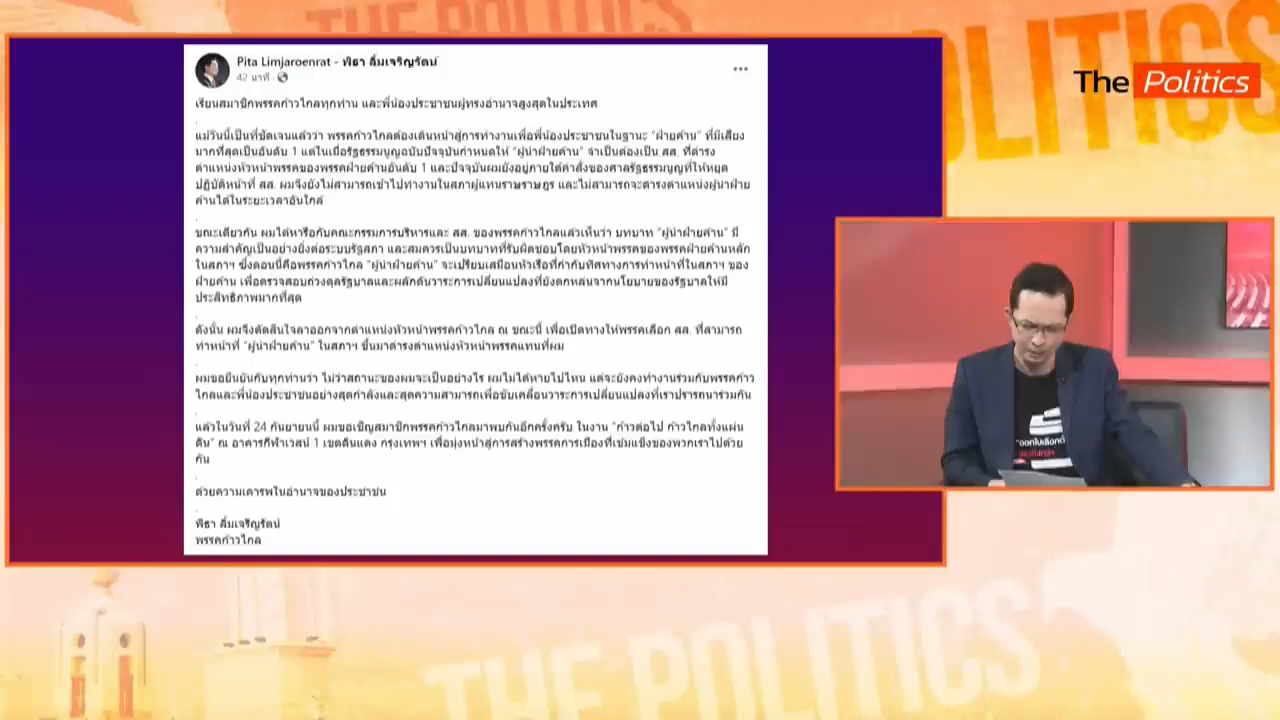 THE POLITICS
POLITICS
The Politics
Pita Limjaroenrat - พิธา ลิ้มเจริญรัตน์
42 นาที ·
เรียนสมาชิกพรรคก้าวไกลทุกท่าน และพี่น้องประชาชนผู้ทรงอำนาจสูงสุดในประเทศ
.
แม้วันนี้เป็นที่ชัดเจนแล้วว่า พรรคก้าวไกลต้องเดินหน้าสู่การทำงานเพื่อพี่น้องประชาชนในฐานะ “ฝ่ายค้าน” ที่มีเสียง
มากที่สุดเป็นอันดับ 1 แต่ในเมื่อรัฐธรรมนูญฉบับปัจจุบันกำหนดให้ “ผู้นำฝ่ายค้าน” จำเป็นต้องเป็น สส. ที่ดำรง
ตำแหน่งหัวหน้าพรรคของพรรคฝ่ายค้านอันดับ 1 และปัจจุบันผมยังอยู่ภายใต้คำสั่งของศาลรัฐธรรมนูญที่ให้หยุด
ปฏิบัติหน้าที่ สส. ผมจึงยังไม่สามารถเข้าไปทำงานในสภาผู้แทนราษราษฎร และไม่สามารถจะดำรงตำแหน่งผู้นำฝ่าย
ค้านได้ในระยะเวลาอันใกล้
.
ขณะเดียวกัน ผมได้หารือกับคณะกรรมการบริหารและ สส. ของพรรคก้าวไกลแล้วเห็นว่า บทบาท “ผู้นำฝ่ายค้าน” มี
ความสำคัญเป็นอย่างยิ่งต่อระบบรัฐสภา และสมควรเป็นบทบาทที่รับผิดชอบโดยหัวหน้าพรรคของพรรคฝ่ายค้านหลัก
ในสภาฯ ซึ่งตอนนี้คือพรรคก้าวไกล “ผู้นำฝ่ายค้าน” จะเปรียบเสมือนหัวเรือที่กำกับทิศทางการทำหน้าที่ในสภาฯ ของ
ฝ่ายค้าน เพื่อตรวจสอบถ่วงดุลรัฐบาลและผลักดันวาระการเปลี่ยนแปลงที่ยังตกหล่นจากนโยบายของรัฐบาลให้มี
ประสิทธิภาพมากที่สุด
.
ดังนั้น ผมจึงตัดสินใจลาออกจากตำแหน่งหัวหน้าพรรคก้าวไกล ณ ขณะนี้ เพื่อเปิดทางให้พรรคเลือก สส. ที่สามารถ
ทำหน้าที่ “ผู้นำฝ่ายค้าน” ในสภาฯ ขึ้นมาดำรงตำแหน่งหัวหน้าพรรคแทนที่ผม
.
ผมขอยืนยันกับทุกท่านว่า ไม่ว่าสถานะของผมจะเป็นอย่างไร ผมไม่ได้หายไปไหน แต่จะยังคงทำงานร่วมกับพรรคก้าว
ไกลและพี่น้องประชาชนอย่างสุดกำลังและสุดความสามารถเพื่อขับเคลื่อนวาระการเปลี่ยนแปลงที่เราปรารถนาร่วมกัน
.
แล้วในวันที่ 24 กันยายนนี้ ผมขอเชิญสมาชิกพรรคก้าวไกลมาพบกันอีกครั้งครับ ในงาน “ก้าวต่อไป ก้าวไกลทั้งแผ่น
ดิน” ณ อาคารกีฬาเวสน์ 1 เขตดินแดง กรุงเทพฯ เพื่อมุ่งหน้าสู่การสร้างพรรคการเมืองที่เข้มแข็งของพวกเราไปด้วย
กัน
.
ด้วยความเคารพในอำนาจของประชาชน
.
พิธา ลิ้มเจริญรัตน์
พรรคก้าวไกล
THE POLITICS